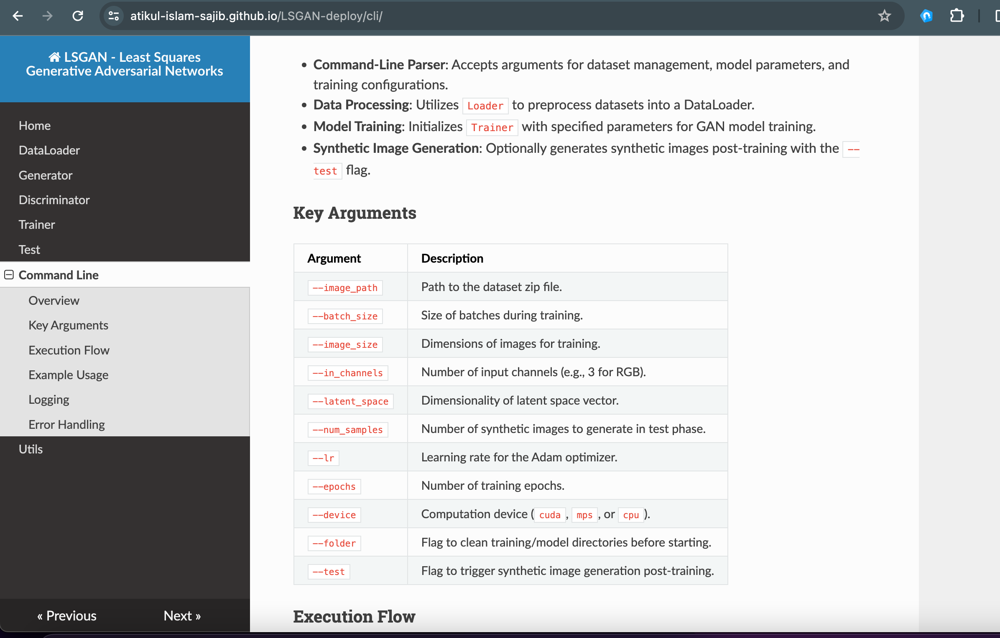 atikul-islam-sajib.github.io/LSGAN-deploy/cli/
LSGAN - Least Squares
Generative Adversarial Networks
Home
DataLoader
Generator
Discriminator
Trainer
Test
Command Line
Overview
Key Arguments
Execution Flow
Example Usage
Logging
Error Handling
Utils
« Previous Next »
• Command-Line Parser: Accepts arguments for dataset management, model parameters, and
training configurations.
• Data Processing: Utilizes Loader to preprocess datasets into a DataLoader.
• Model Training: Initializes Trainer with specified parameters for GAN model training.
• Synthetic Image Generation: Optionally generates synthetic images post-training with the --
test flag.
Key Arguments
Argument Description
--image_path Path to the dataset zip file.
--batch_size Size of batches during training.
--image_size Dimensions of images for training.
--in_channels Number of input channels (e.g., 3 for RGB).
--latent_space Dimensionality of latent space vector.
--num_samples Number of synthetic images to generate in test phase.
--lr Learning rate for the Adam optimizer.
--epochs Number of training epochs.
--device Computation device (cuda, mps, or cpu).
--folder Flag to clean training/model directories before starting.
--test Flag to trigger synthetic image generation post-training.
Execution Flow